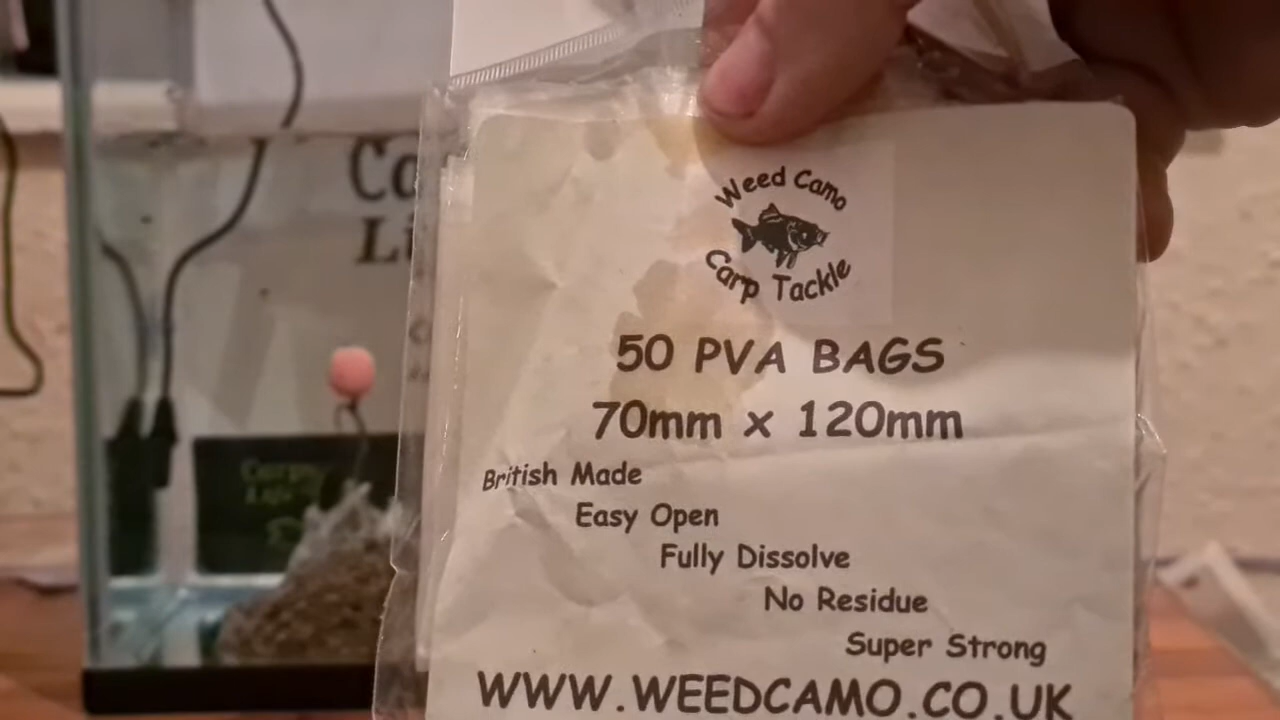 Weed Camo
Carp Tackle
50 PVA BAGS
70mm x 120mm
British Made
Easy Open
Fully Dissolve
No Residue
Super Strong
WWW.WEEDCAMO.CO.UK